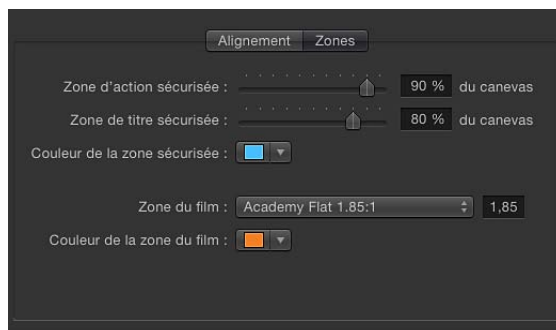 Alignement Zones
Zone d'action sécurisée : 90 % du canevas
Zone de titre sécurisée : 80 % du canevas
Couleur de la zone sécurisée :
Zone du film : Academy Flat 1.85:1 1,85
Couleur de la zone du film :